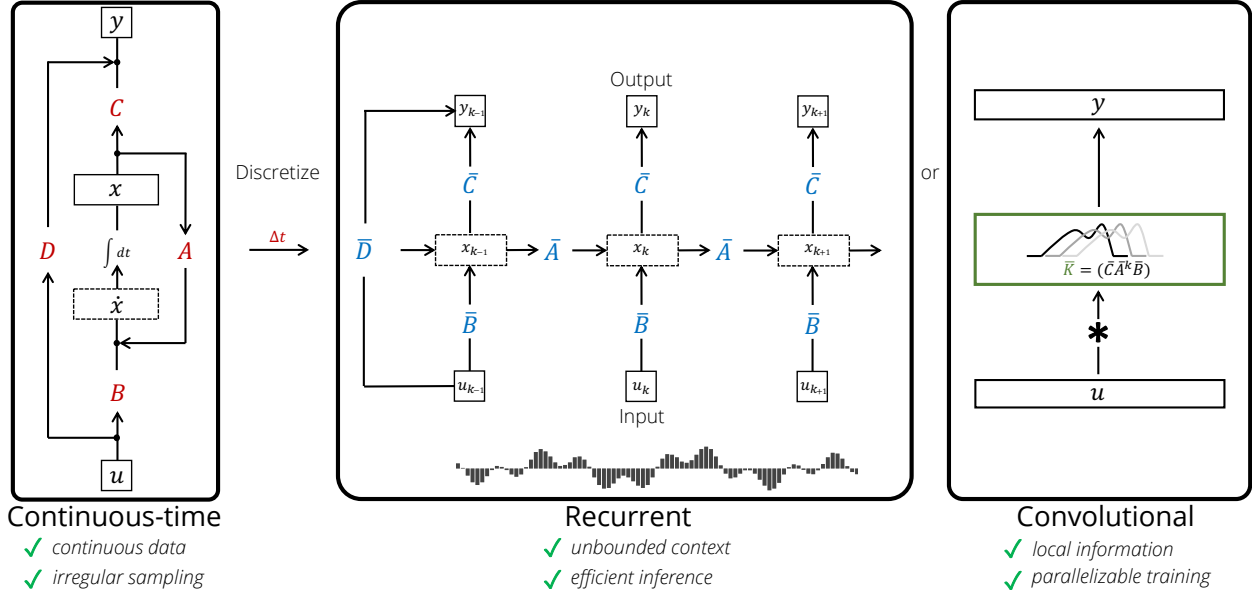 y
C
x
D
∫ dt
A
ẋ
B
u
Continuous-time
✓ continuous data
✓ irregular sampling
Discretize
Δt
Output
y_{k-1} y_k y_{k+1}
C̄ C̄ C̄
D̄ x_{k-1} Ā x_k Ā x_{k+1}
B̄ B̄ B̄
u_{k-1} u_k u_{k+1}
Input
Recurrent
✓ unbounded context
✓ efficient inference
or
y
K̄ = (C̄Ā^kB̄)
*
u
Convolutional
✓ local information
✓ parallelizable training